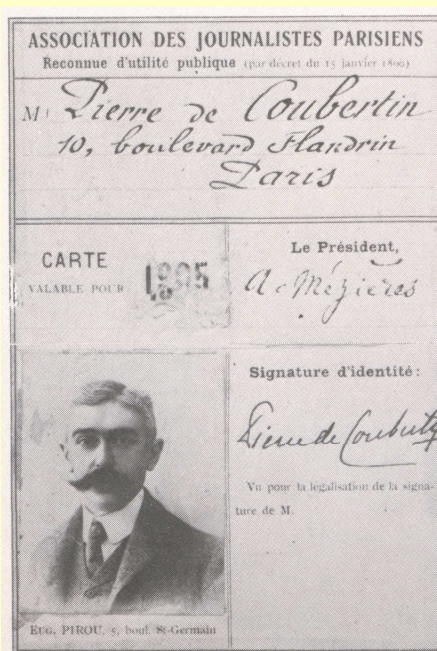 ASSOCIATION DES JOURNALISTES PARISIENS
Reconnue d'utilité publique (par décret du 15 janvier 1890)
M. Pierre de Coubertin
10, boulevard Flandrin
Paris
CARTE
VALABLE POUR
Le Président,
A. Mézières
Signature d'identité:
Pierre de Coubertin
Vu pour la légalisation de la signa-
ture de M.
EUG. PIROU, 5, boul. St-Germain